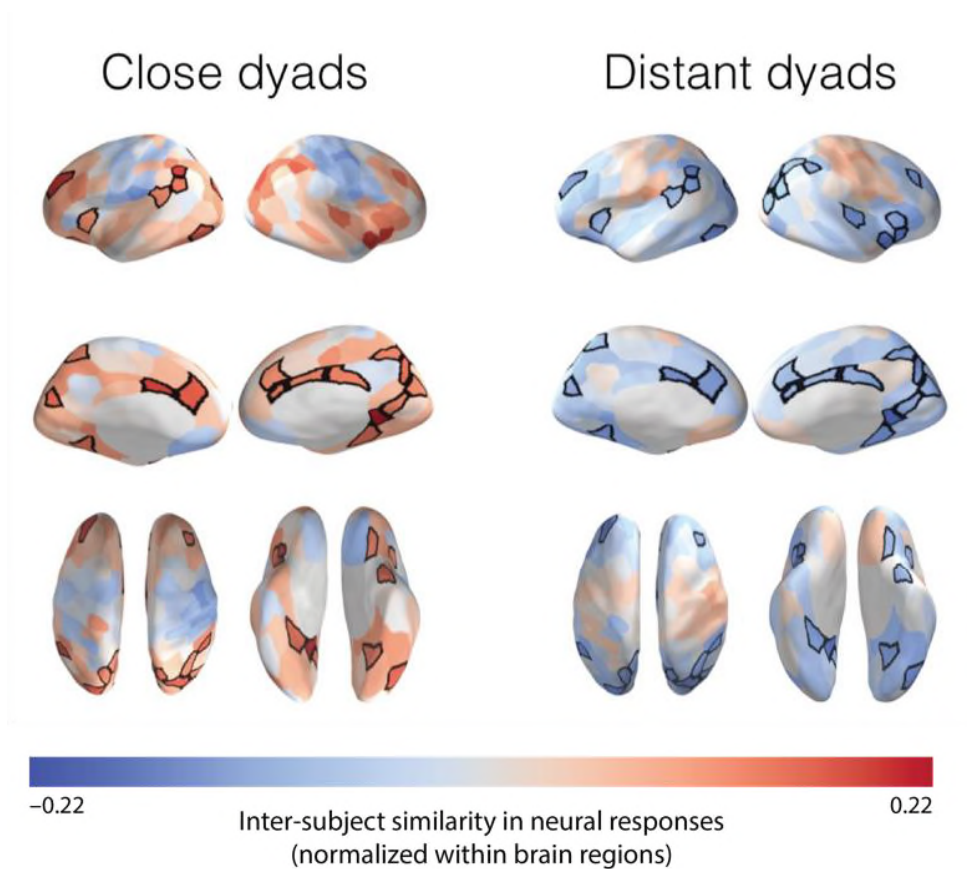 Close dyads
Distant dyads
−0.22
0.22
Inter-subject similarity in neural responses
(normalized within brain regions)